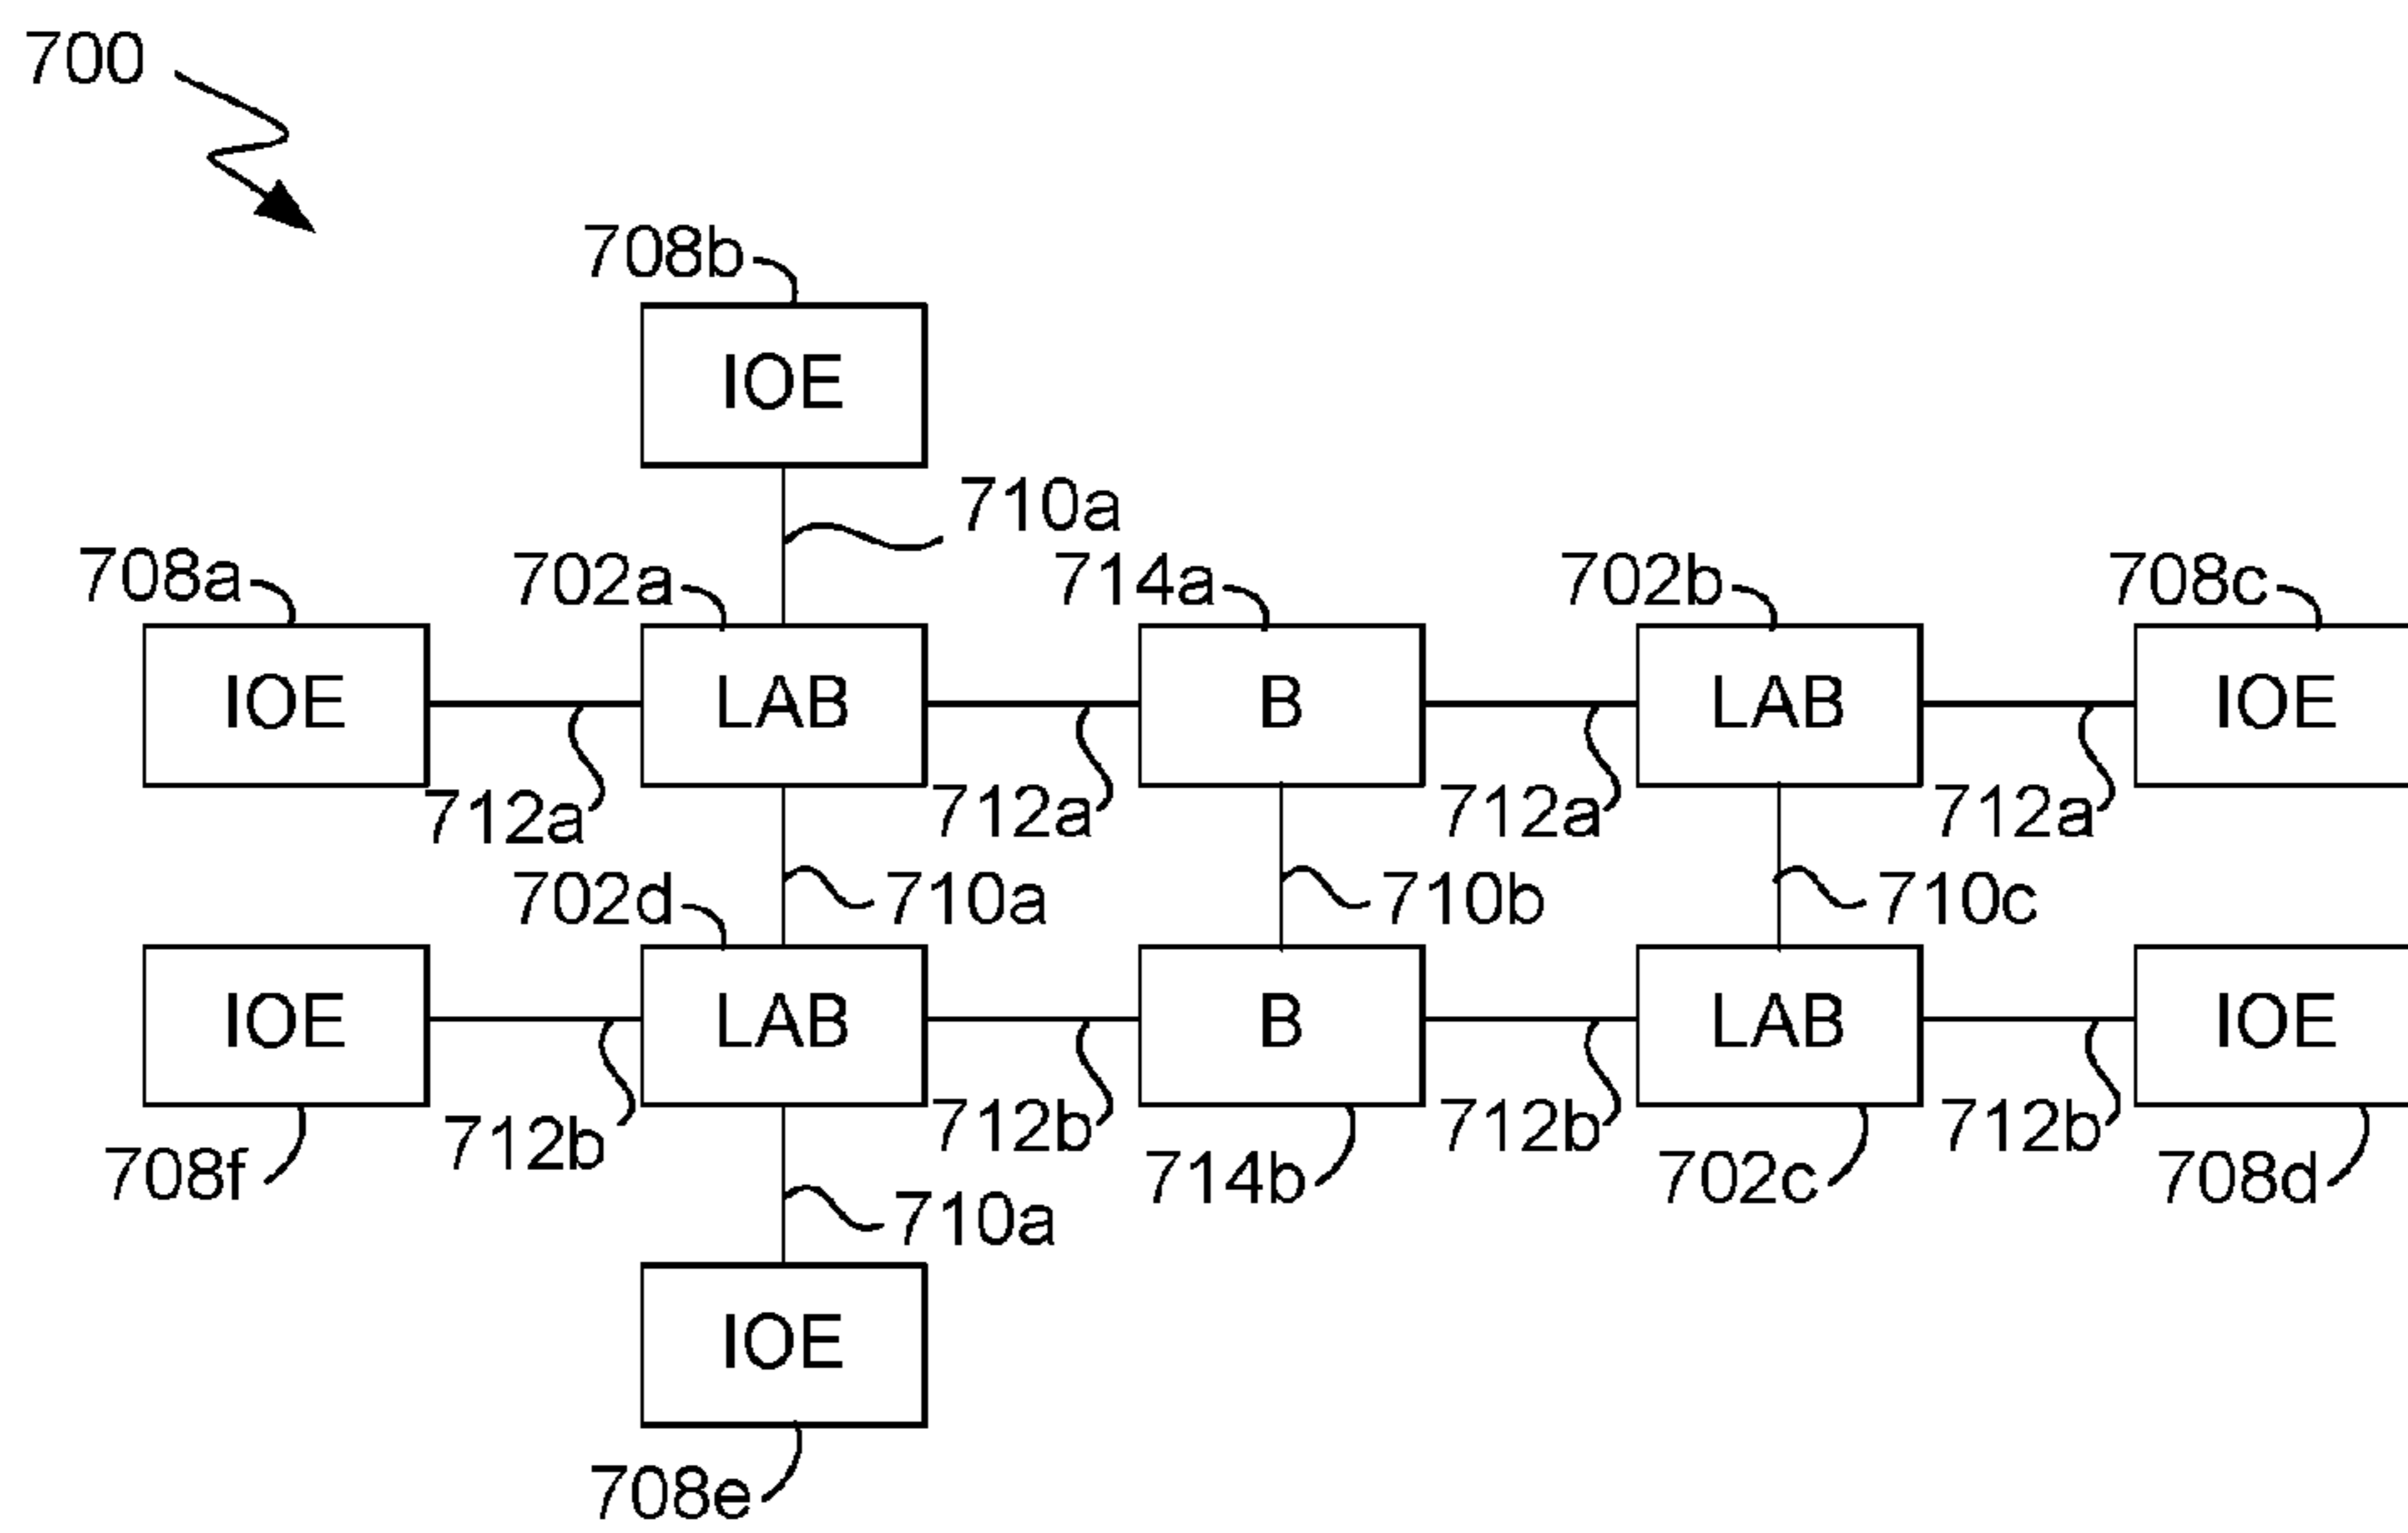 700
708b
IOE
710a
708a 702a 714a 702b 708c
IOE LAB B LAB IOE
712a 712a 712a 712a
702d 710a 710b 710c
IOE LAB B LAB IOE
708f 712b 712b 714b 712b 702c 712b 708d
710a
IOE
708e